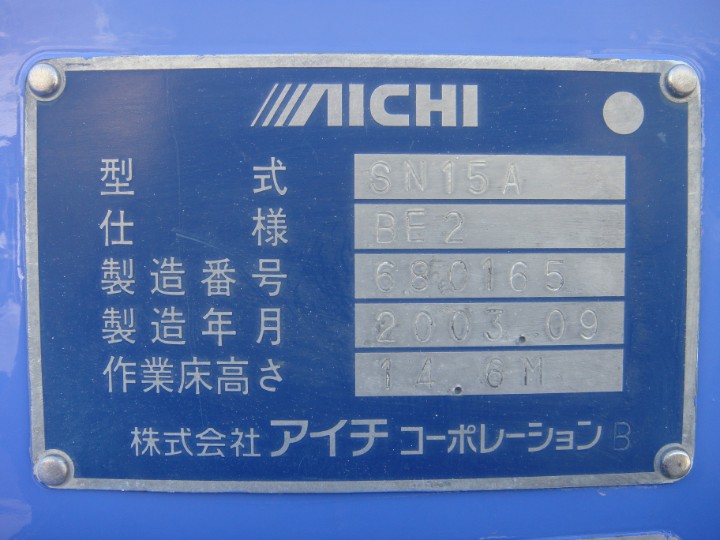 AICHI
型式 SN15A
仕様 BE2
製造番号 680165
製造年月 2003.09
作業床高さ 14.6M
株式会社 アイチ コーポレーション B